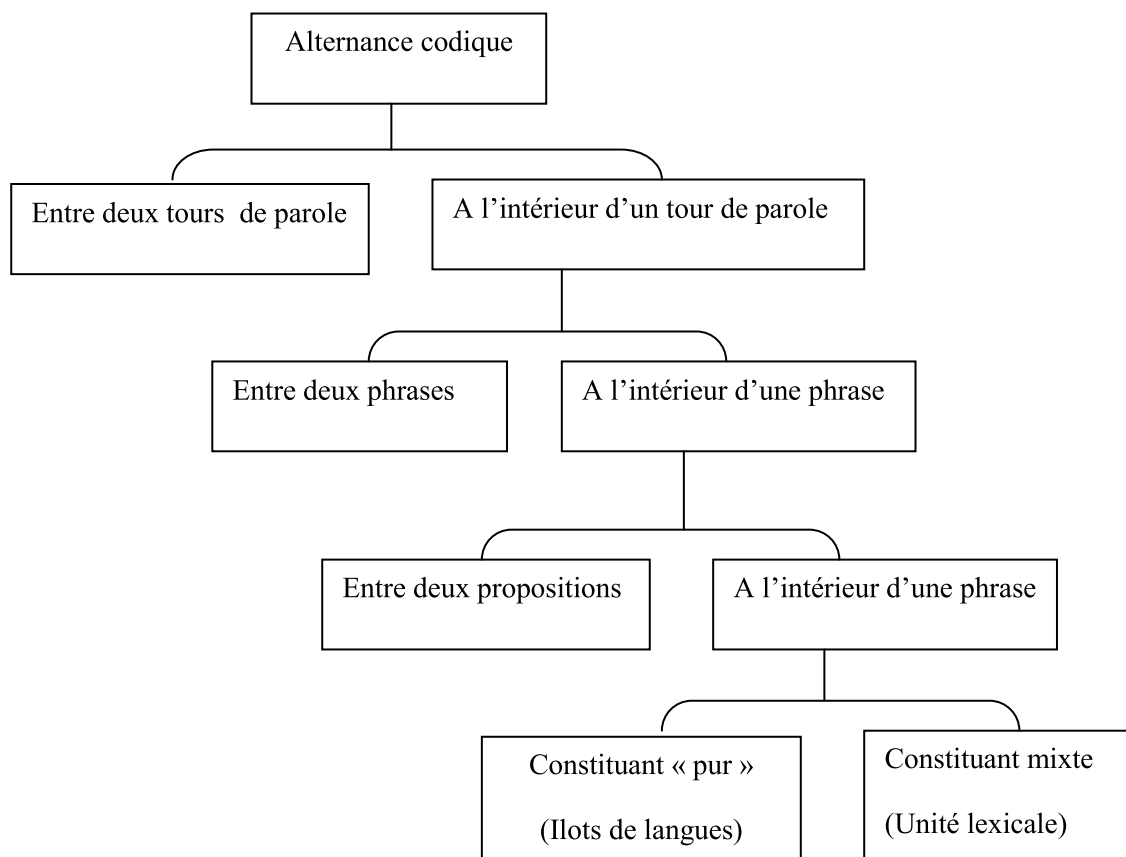 Alternance codique
Entre deux tours  de parole
A l’intérieur d’un tour de parole
Entre deux phrases
A l’intérieur d’une phrase
Entre deux propositions
A l’intérieur d’une phrase
Constituant « pur »
(Ilots de langues)
Constituant mixte
(Unité lexicale)